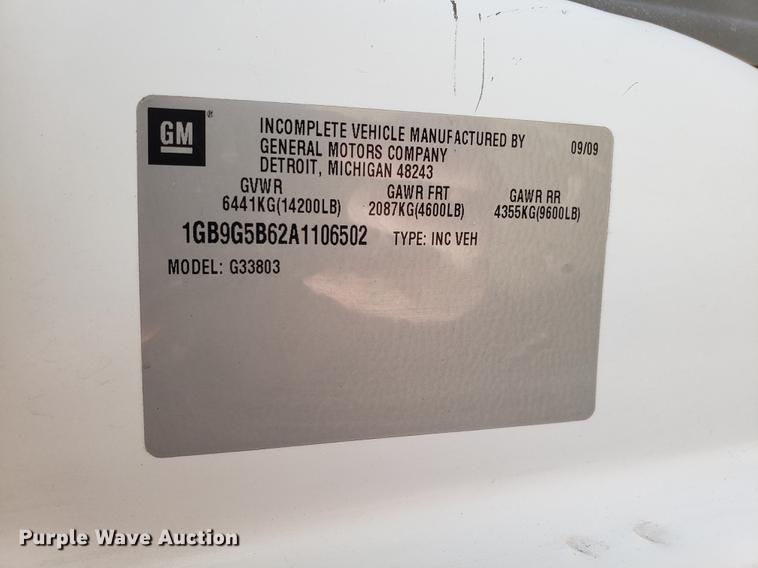 GM® INCOMPLETE VEHICLE MANUFACTURED BY 09/09
GENERAL MOTORS COMPANY
DETROIT, MICHIGAN 48243
GVWR GAWR FRT GAWR RR
6441KG(14200LB) 2087KG(4600LB) 4355KG(9600LB)
1GB9G5B62A1106502 TYPE: INC VEH
MODEL: G33803
Purple Wave Auction